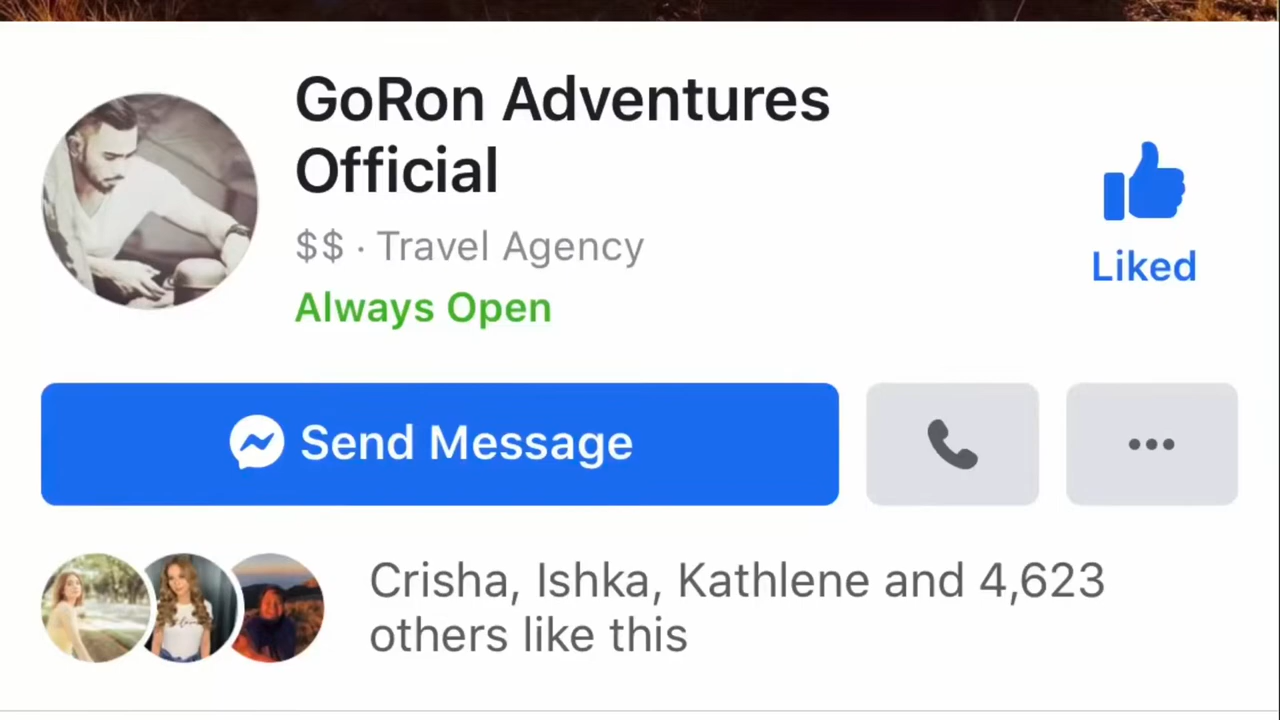 GoRon Adventures
Official
$$ · Travel Agency
Always Open
Liked
Send Message
Crisha, Ishka, Kathlene and 4,623
others like this